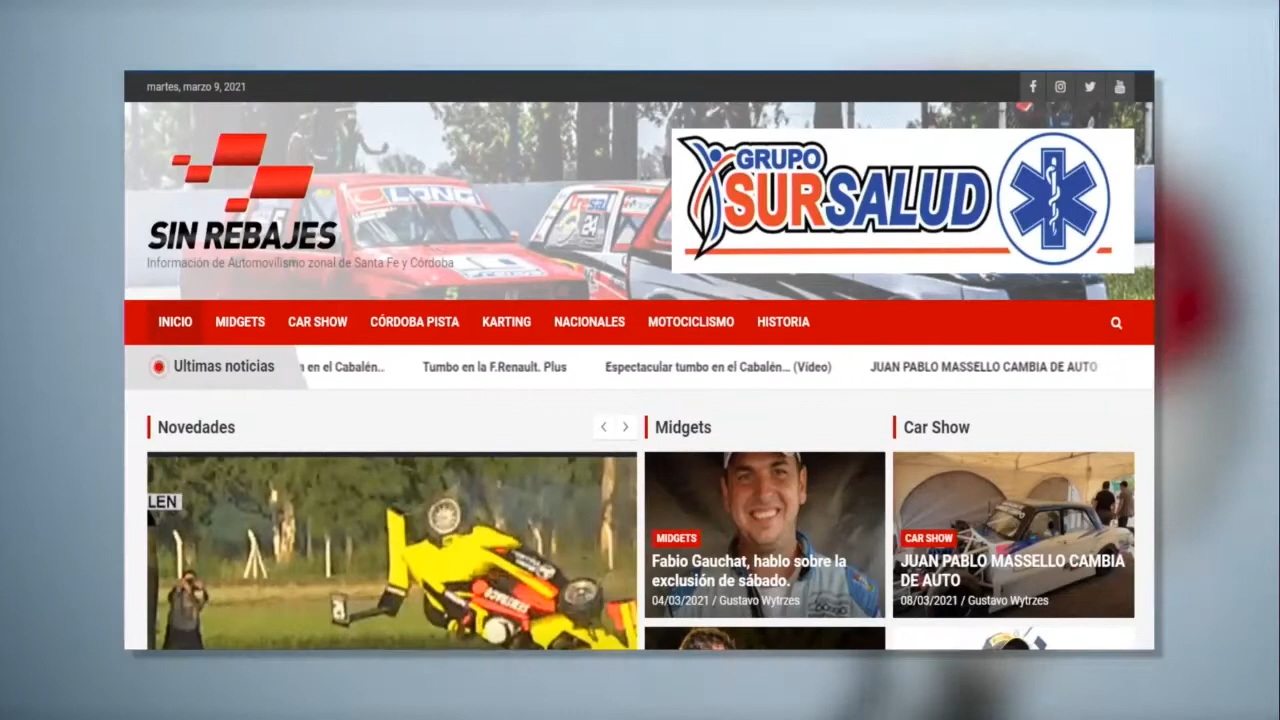 martes, marzo 9, 2021
SIN REBAJES
Información de Automovilismo zonal de Santa Fe y Córdoba
GRUPO
SURSALUD
INICIO MIDGETS CAR SHOW CÓRDOBA PISTA KARTING NACIONALES MOTOCICLISMO HISTORIA
Ultimas noticias en el Cabalén.. Tumbo en la F.Renault. Plus Espectacular tumbo en el Cabalén... (Vídeo) JUAN PABLO MASSELLO CAMBIA DE AUTO
Novedades
Midgets
Car Show
LEN
MIDGETS
Fabio Gauchat, hablo sobre la
exclusión de sábado.
04/03/2021 / Gustavo Wytrzes
CAR SHOW
JUAN PABLO MASSELLO CAMBIA
DE AUTO
08/03/2021 / Gustavo Wytrzes